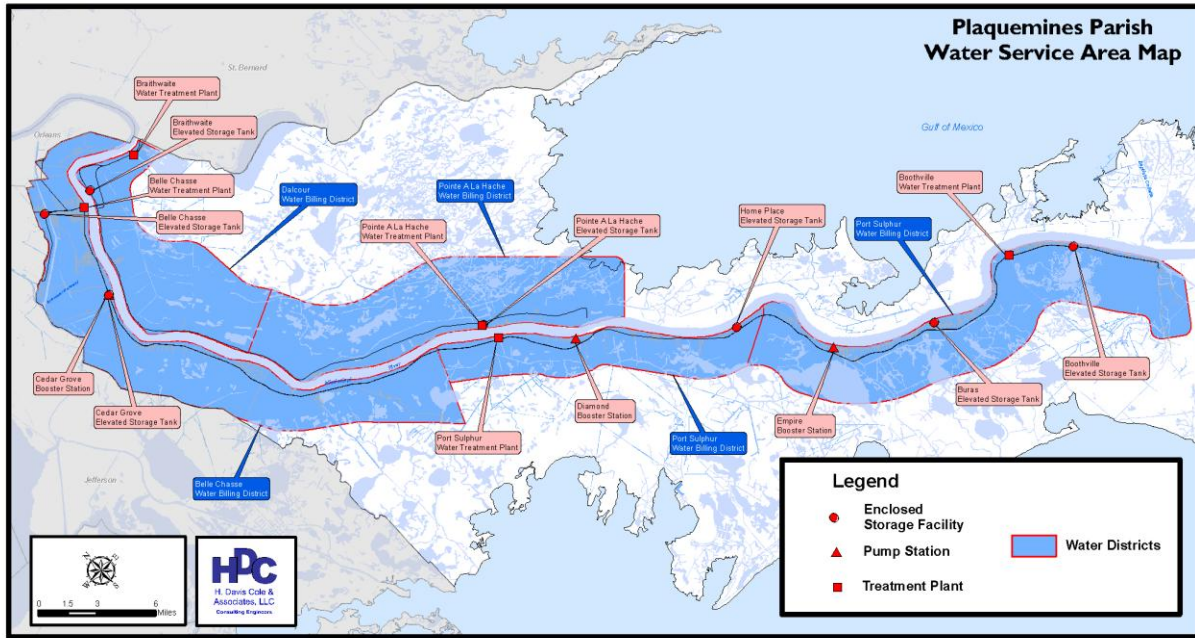 Plaquemines Parish
Water Service Area Map
St. Bernard
Braithwaite
Water Treatment Plant
Braithwaite
Elevated Storage Tank
Orleans
Gulf of Mexico
Belle Chasse
Water Treatment Plant
Belle Chasse
Elevated Storage Tank
Dalcour
Water Billing District
Pointe A La Hache
Water Billing District
Pointe A La Hache
Water Treatment Plant
Pointe A La Hache
Elevated Storage Tank
Home Place
Elevated Storage Tank
Port Sulphur
Water Billing District
Boothville
Water Treatment Plant
Cedar Grove
Booster Station
Cedar Grove
Elevated Storage Tank
Belle Chasse
Water Billing District
Port Sulphur
Water Treatment Plant
Diamond
Booster Station
Port Sulphur
Water Billing District
Empire
Booster Station
Buras
Elevated Storage Tank
Boothville
Elevated Storage Tank
Jefferson
Legend
Enclosed
Storage Facility
Pump Station
Treatment Plant
Water Districts
0 1.5 3 6
Miles
HDC
H. Davis Cole &
Associates, LLC
Consulting Engineers